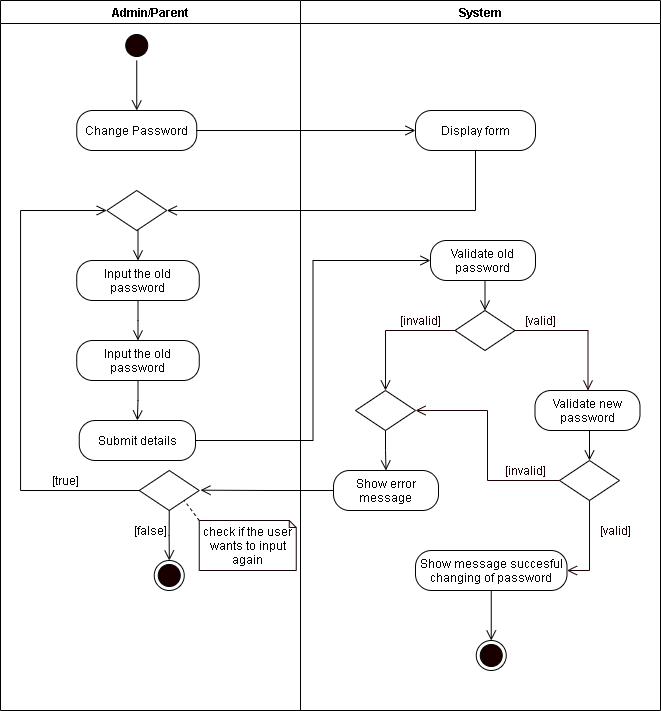 Admin/Parent
System
Change Password
Display form
Input the old
password
Validate old
password
[invalid]
[valid]
Input the old
password
Validate new
password
Submit details
[true]
[invalid]
Show error
message
[false]
check if the user
wants to input
again
[valid]
Show message succesful
changing of password